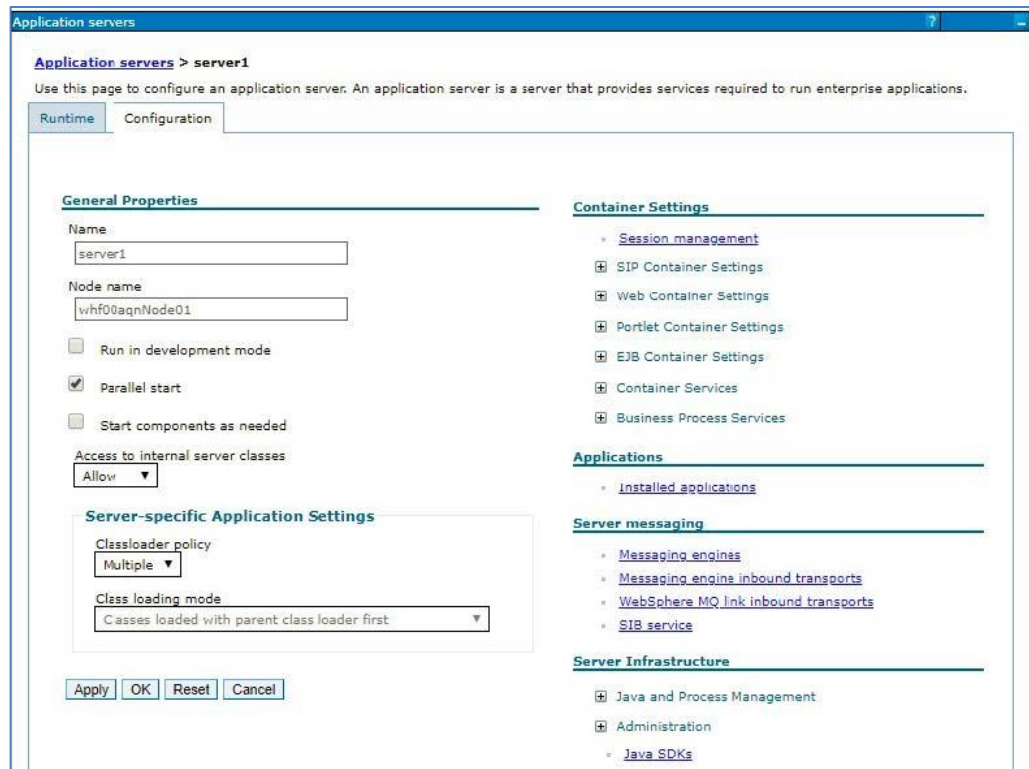 Application servers ? _
Application servers > server1
Use this page to configure an application server. An application server is a server that provides services required to run enterprise applications.
Runtime Configuration
General Properties
Name
server1
Node name
whf00aqnNode01
Run in development mode
Parallel start
Start components as needed
Access to internal server classes
Allow
Server-specific Application Settings
Classloader policy
Multiple
Class loading mode
Classes loaded with parent class loader first
Apply OK Reset Cancel
Container Settings
Session management
SIP Container Settings
Web Container Settings
Portlet Container Settings
EJB Container Settings
Container Services
Business Process Services
Applications
Installed applications
Server messaging
Messaging engines
Messaging engine inbound transports
WebSphere MQ link inbound transports
SIB service
Server Infrastructure
Java and Process Management
Administration
Java SDKs